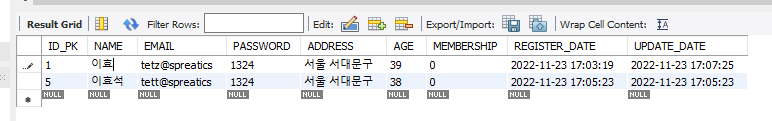 Result Grid Filter Rows: Edit: Export/Import: Wrap Cell Content:
ID_PK NAME EMAIL PASSWORD ADDRESS AGE MEMBERSHIP REGISTER_DATE UPDATE_DATE
1 이효 tetz@spreatics 1324 서울 서대문구 39 0 2022-11-23 17:03:19 2022-11-23 17:07:25
5 이효석 tett@spreatics 1324 서울 서대문구 38 0 2022-11-23 17:05:23 2022-11-23 17:05:23
NULL NULL NULL NULL NULL NULL NULL NULL NULL